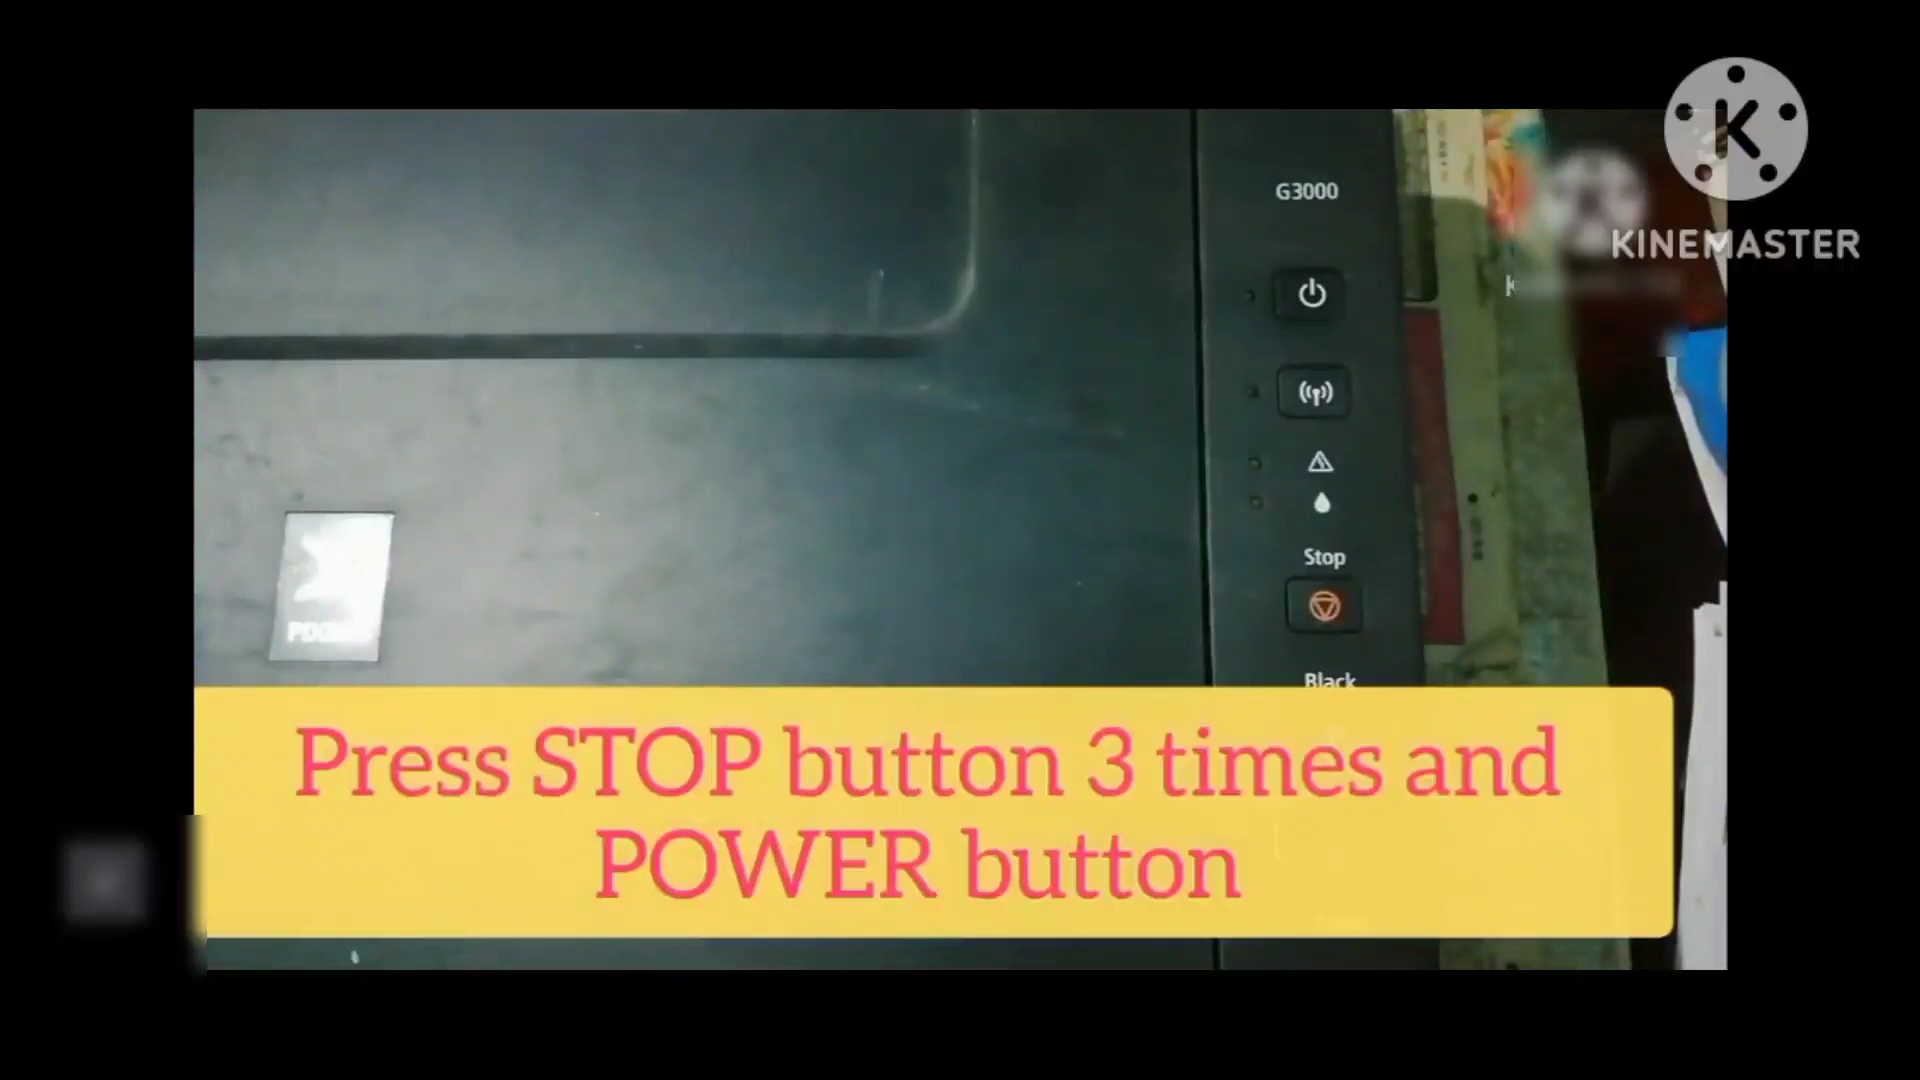 G3000
KINEMASTER
Stop
Black
Press STOP button 3 times and
POWER button